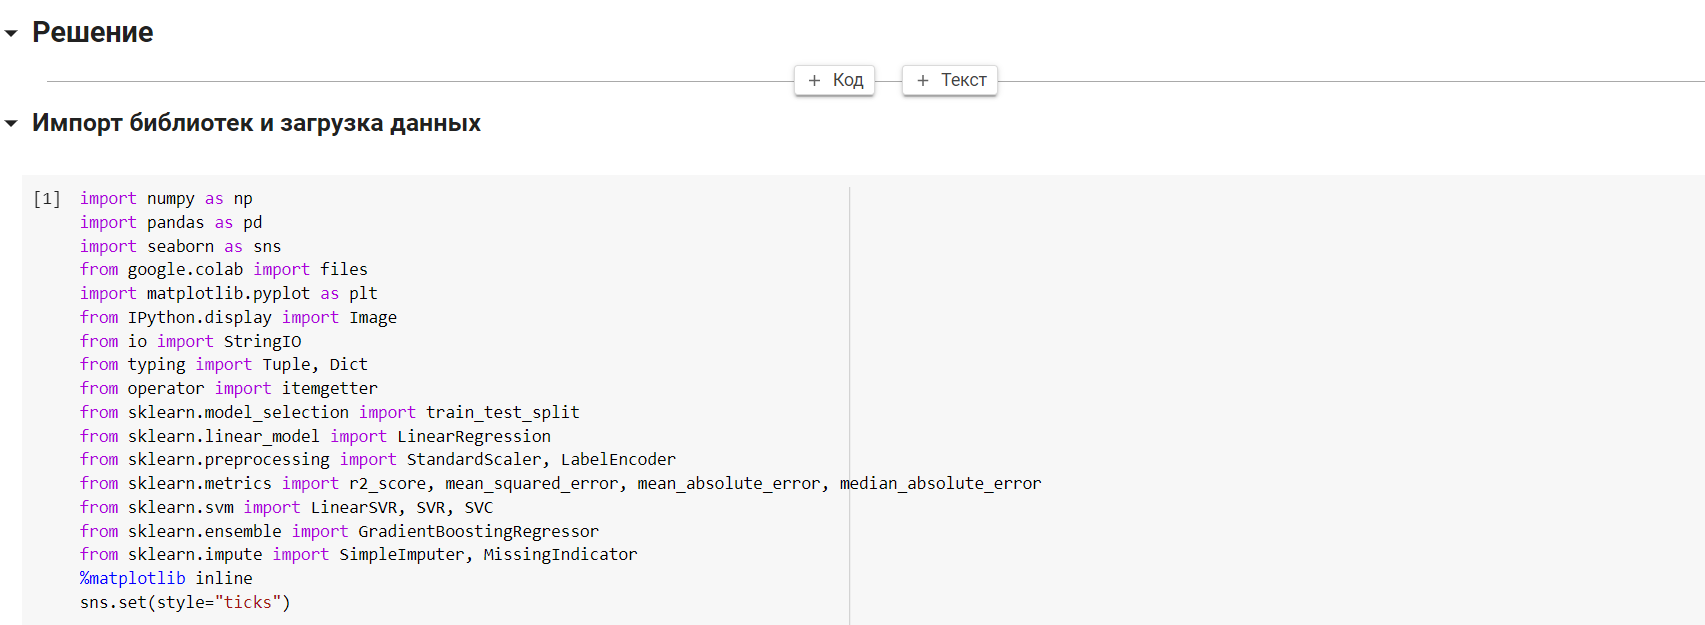 Решение
+ Код + Текст
Импорт библиотек и загрузка данных
[1] import numpy as np
import pandas as pd
import seaborn as sns
from google.colab import files
import matplotlib.pyplot as plt
from IPython.display import Image
from io import StringIO
from typing import Tuple, Dict
from operator import itemgetter
from sklearn.model_selection import train_test_split
from sklearn.linear_model import LinearRegression
from sklearn.preprocessing import StandardScaler, LabelEncoder
from sklearn.metrics import r2_score, mean_squared_error, mean_absolute_error, median_absolute_error
from sklearn.svm import LinearSVR, SVR, SVC
from sklearn.ensemble import GradientBoostingRegressor
from sklearn.impute import SimpleImputer, MissingIndicator
%matplotlib inline
sns.set(style="ticks")